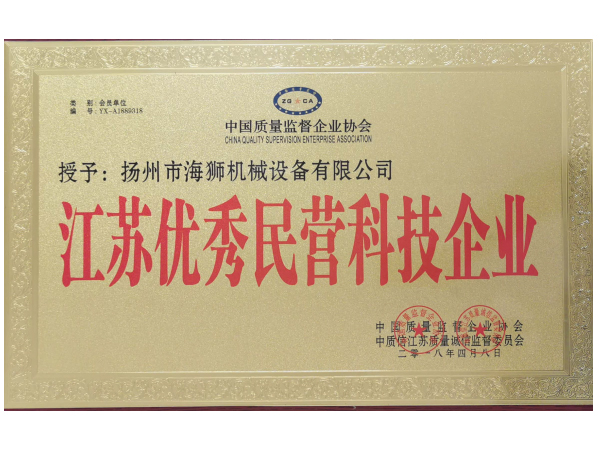 类 别：会员单位
编 号：YX-A1689018
ZG★CA
中国质量监督企业协会
CHINA QUALITY SUPERVISION ENTERPRISE ASSOCIATION
授予：扬州市海狮机械设备有限公司
江苏优秀民营科技企业
中国质量监督企业协会
中质信江苏质量诚信监督委员会
二零一八年四月八日